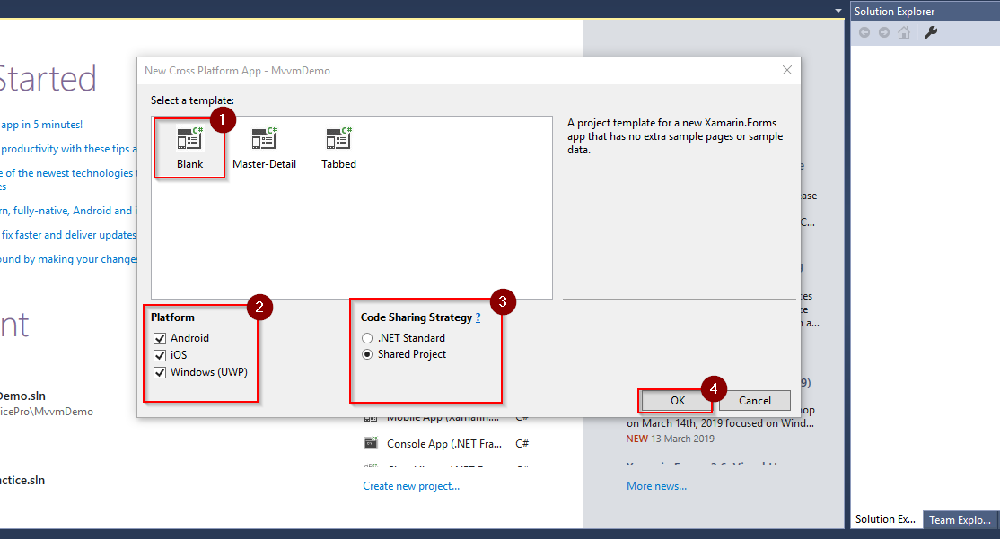 Solution Explorer
Started
app in 5 minutes!
productivity with these tips a
e of the newest technologies
es
rn, fully-native, Android and i
fix faster and deliver updates
ound by making your changes
nt
Demo.sln
icePro\MvvmDemo
actice.sln
New Cross Platform App - MvvmDemo
Select a template:
1
C#
C#
C#
Blank
Master-Detail
Tabbed
A project template for a new Xamarin.Forms
app that has no extra sample pages or sample
data.
2
Platform
Android
iOS
Windows (UWP)
3
Code Sharing Strategy ?
.NET Standard
Shared Project
4
OK
Cancel
ease
C...
es
te
n a...
9)
Mobile App (Xamarin.... C#
Console App (.NET Fra... C#
Create new project...
op
on March 14th, 2019 focused on Wind...
NEW 13 March 2019
More news...
Solution Ex...
Team Explo...